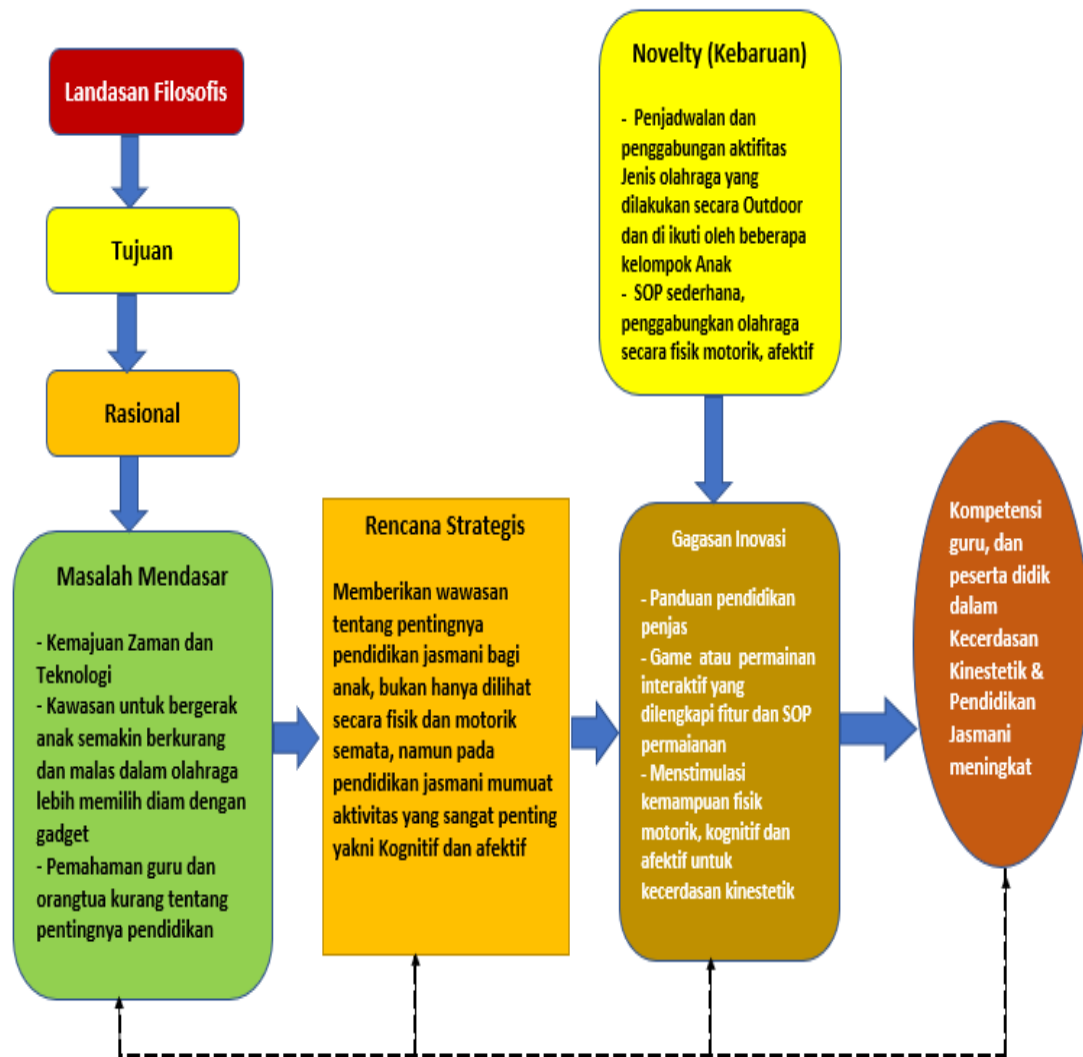 Landasan Filosofis
Tujuan
Rasional
Masalah Mendasar
- Kemajuan Zaman dan
Teknologi
- Kawasan untuk bergerak
anak semakin berkurang
dan malas dalam olahraga
lebih memilih diam dengan
gadget
- Pemahaman guru dan
orangtua kurang tentang
pentingnya pendidikan
Rencana Strategis
Memberikan wawasan
tentang pentingnya
pendidikan jasmani bagi
anak, bukan hanya dilihat
secara fisik dan motorik
semata, namun pada
pendidikan jasmani mumuat
aktivitas yang sangat penting
yakni Kognitif dan afektif
Novelty (Kebaruan)
- Penjadwalan dan
penggabungan aktifitas
Jenis olahraga yang
dilakukan secara Outdoor
dan di ikuti oleh beberapa
kelompok Anak
- SOP sederhana,
penggabungkan olahraga
secara fisik motorik, afektif
Gagasan Inovasi
- Panduan pendidikan
penjas
- Game atau permainan
interaktif yang
dilengkapi fitur dan SOP
permaianan
- Menstimulasi
kemampuan fisik
motorik, kognitif dan
afektif untuk
kecerdasan kinestetik
Kompetensi
guru, dan
peserta didik
dalam
Kecerdasan
Kinestetik &
Pendidikan
Jasmani
meningkat